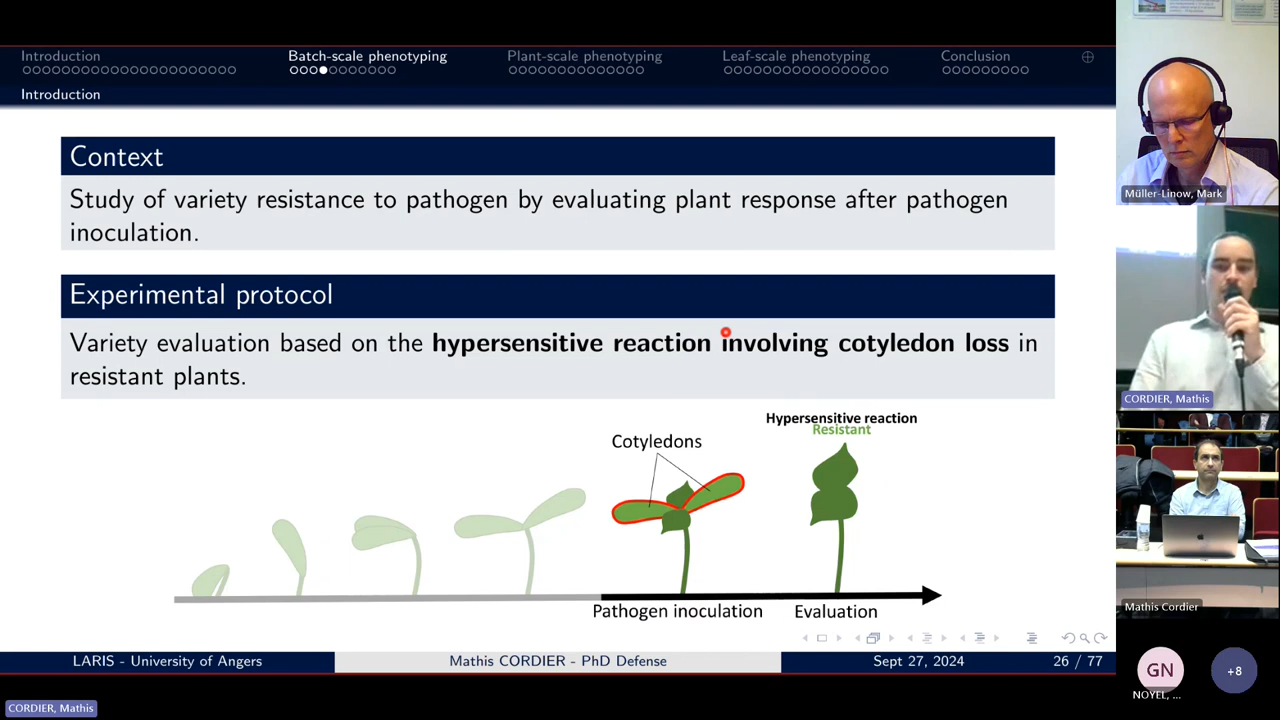 Introduction
Batch-scale phenotyping
Plant-scale phenotyping
Leaf-scale phenotyping
Conclusion
Introduction
Context
Study of variety resistance to pathogen by evaluating plant response after pathogen
inoculation.
Experimental protocol
Variety evaluation based on the hypersensitive reaction involving cotyledon loss in
resistant plants.
Cotyledons
Hypersensitive reaction
Resistant
Pathogen inoculation
Evaluation
LARIS - University of Angers
Mathis CORDIER - PhD Defense
Sept 27, 2024
26 / 77
CORDIER, Mathis
Müller-Linow, Mark
CORDIER, Mathis
Mathis Cordier
GN
NOYEL, ...
+8